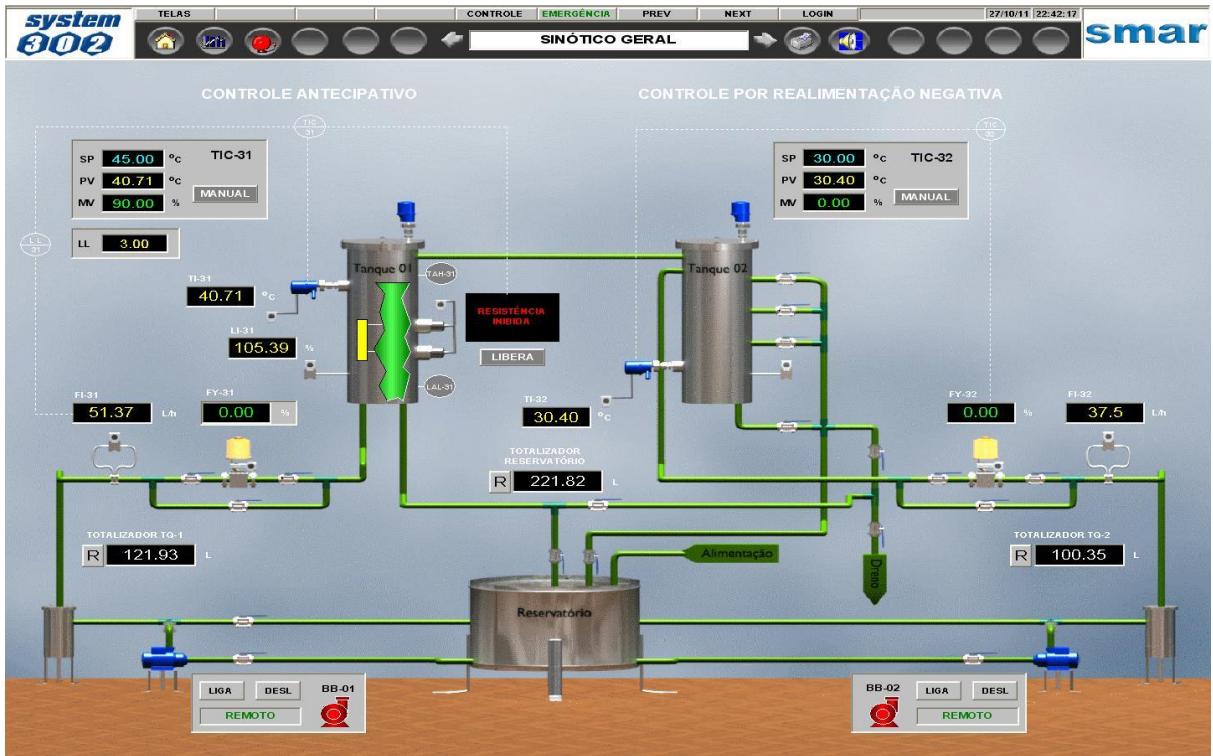 system
302
TELAS
CONTROLE
EMERGÊNCIA
PREV
NEXT
LOGIN
27/10/11 22:42:17
SINÓTICO GERAL
smar
CONTROLE ANTECIPATIVO
CONTROLE POR REALIMENTAÇÃO NEGATIVA
TIC
31
TIC
32
SP 45.00 ºc TIC-31
PV 40.71 ºc
MV 90.00 % MANUAL
SP 30.00 ºc TIC-32
PV 30.40 ºc
MV 0.00 % MANUAL
LL
31
LL 3.00
Tanque 01
Tanque 02
TAH-31
TI-31
40.71 ºc
RESISTÊNCIA
INIBIDA
LI-31
105.39 %
LIBERA
LAL-31
FI-31
51.37 L/h
FY-31
0.00 %
TI-32
30.40 ºc
FY-32
0.00 %
FI-32
37.5 L/h
TOTALIZADOR
RESERVATÓRIO
R 221.82 L
TOTALIZADOR TQ-1
R 121.93 L
TOTALIZADOR TQ-2
R 100.35 L
Alimentação
Dreno
Reservatório
LIGA DESL BB-01
REMOTO
BB-02 LIGA DESL
REMOTO